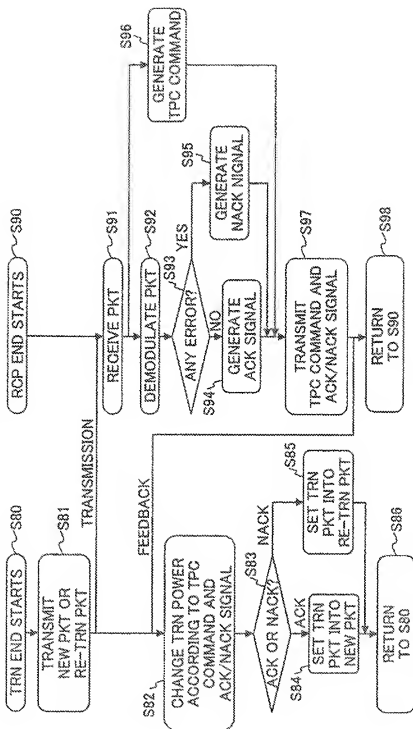 TRN END STARTS
S80
TRANSMIT
NEW PKT OR
RE-TRN PKT
S81
TRANSMISSION
FEEDBACK
S82
CHANGE TRN POWER
ACCORDING TO TPC
COMMAND AND
ACK/NACK SIGNAL
S83
ACK OR NACK?
NACK
ACK
S84
SET TRN
PKT INTO
NEW PKT
S85
SET TRN
PKT INTO
RE-TRN PKT
RETURN
TO S80
S86
RCP END STARTS
S90
RECEIVE PKT
S91
DEMODULATE PKT
S92
S93
ANY ERROR?
YES
NO
S94
GENERATE
ACK SIGNAL
S95
GENERATE
NACK NIGNAL
S96
GENERATE
TPC COMMAND
TRANSMIT
TPC COMMAND AND
ACK/NACK SIGNAL
S97
RETURN
TO S90
S98